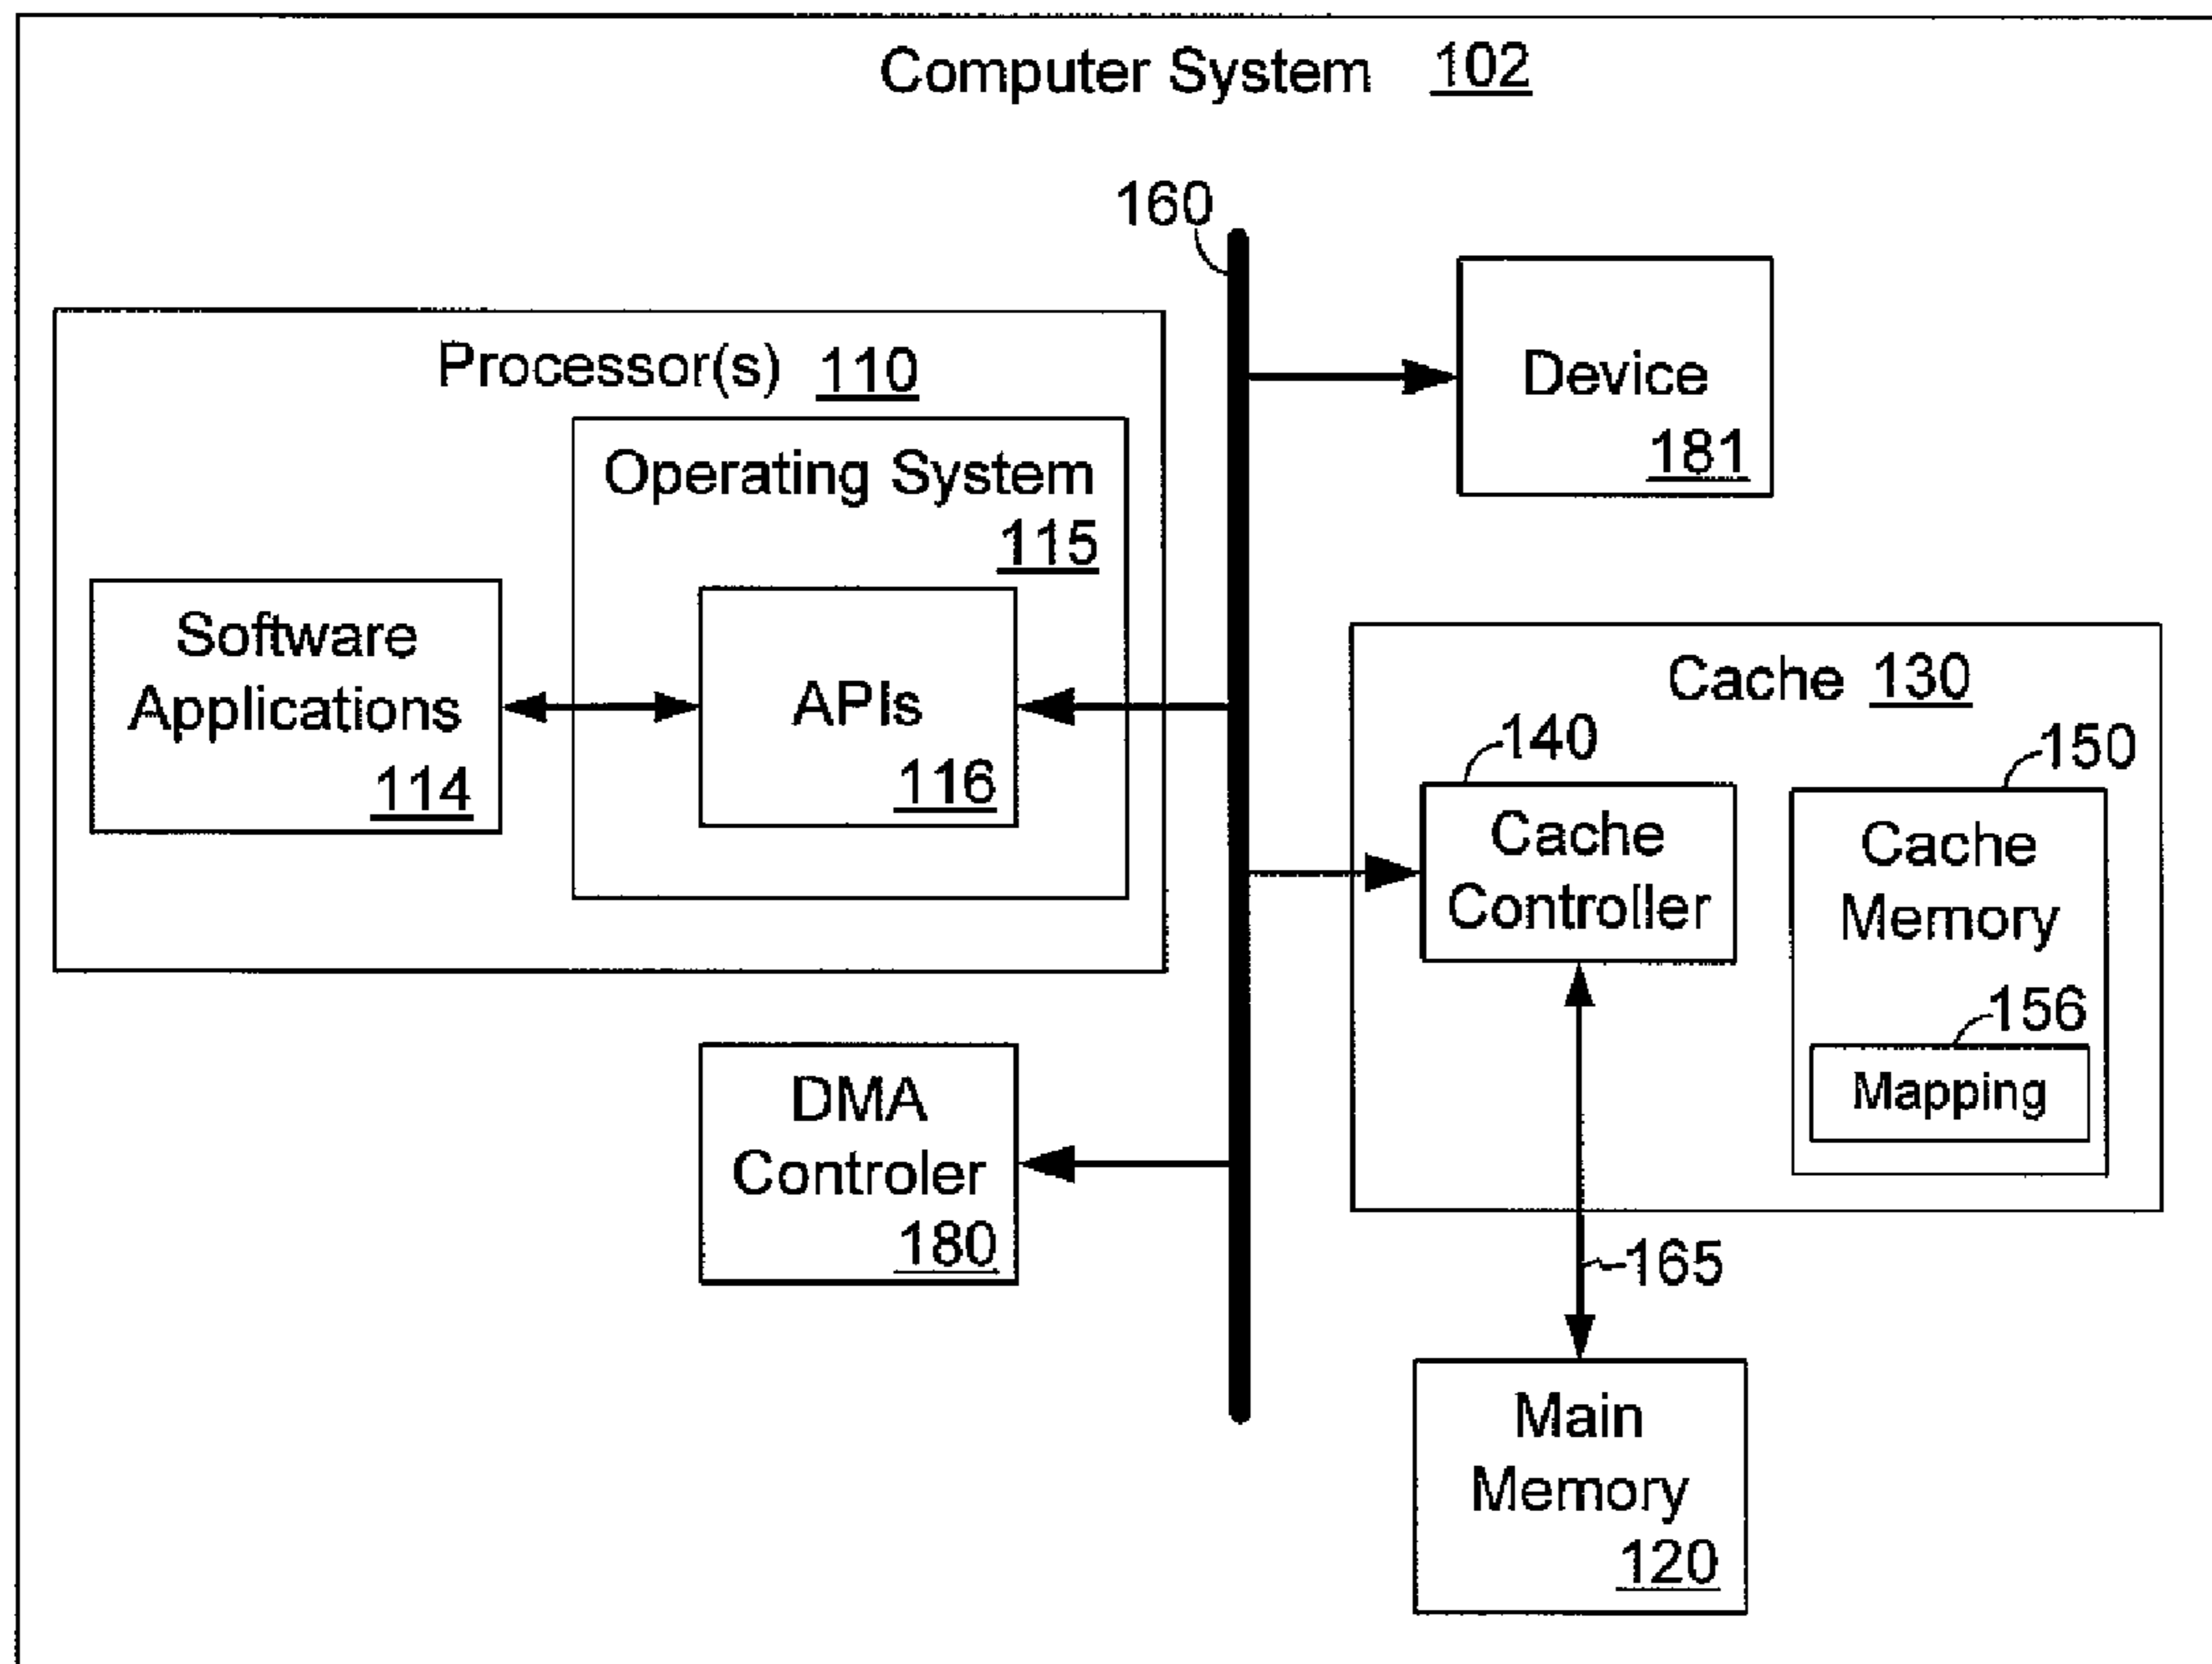 Computer System 102
160
Processor(s) 110
Device
181
Operating System
115
Software
Applications
114
APIs
116
Cache 130
140
150
Cache
Controller
Cache
Memory
156
Mapping
DMA
Controler
180
165
Main
Memory
120